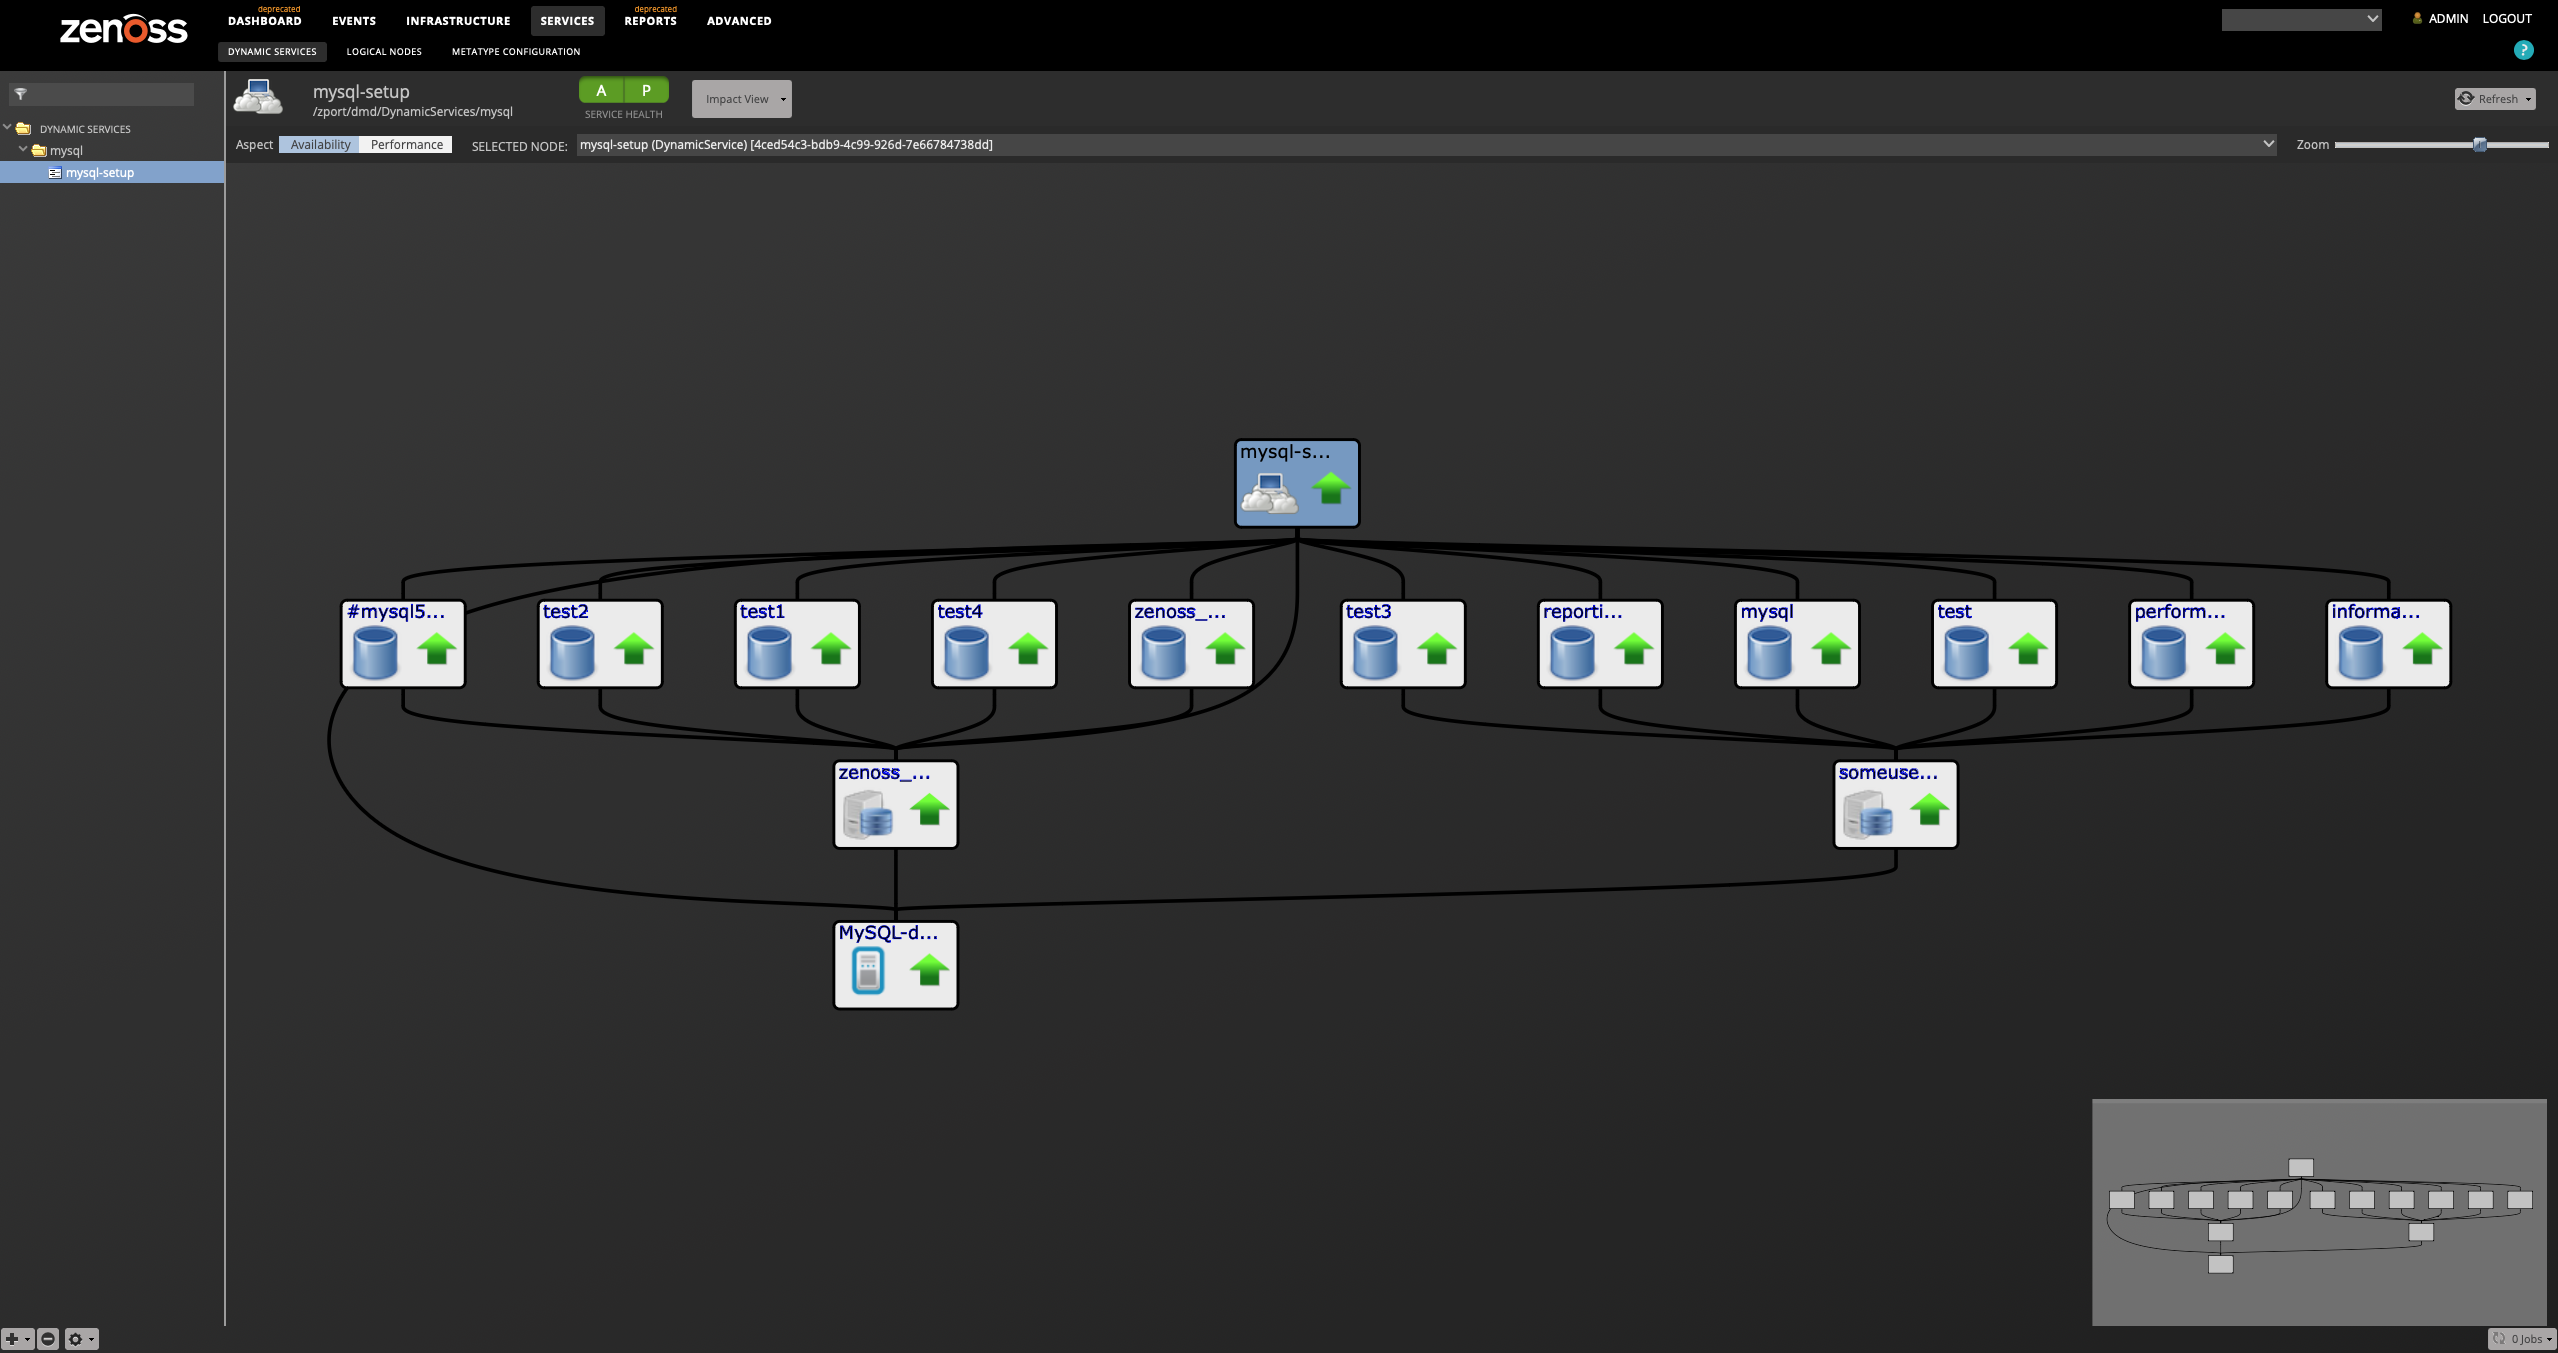 zenoss
deprecated
DASHBOARD
EVENTS
INFRASTRUCTURE
SERVICES
deprecated
REPORTS
ADVANCED
ADMIN
LOGOUT
DYNAMIC SERVICES
LOGICAL NODES
METATYPE CONFIGURATION
?
DYNAMIC SERVICES
mysql
mysql-setup
mysql-setup
/zport/dmd/DynamicServices/mysql
A P
SERVICE HEALTH
Impact View
Refresh
Aspect
Availability
Performance
SELECTED NODE:
mysql-setup (DynamicService) [4ced54c3-bdb9-4c99-926d-7e66784738dd]
Zoom
mysql-s...
#mysql5...
test2
test1
test4
zenoss_...
test3
reporti...
mysql
test
perform...
informa...
zenoss_...
someuse...
MySQL-d...
0 Jobs